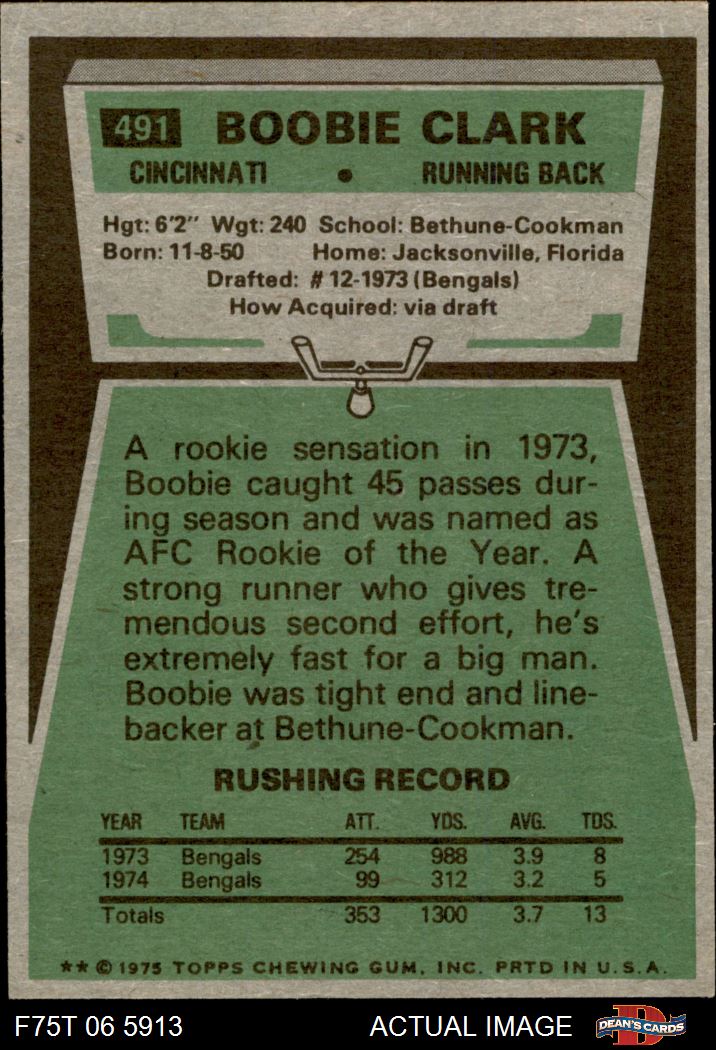 491 BOOBIE CLARK
CINCINNATI • RUNNING BACK
Hgt: 6'2" Wgt: 240 School: Bethune-Cookman
Born: 11-8-50 Home: Jacksonville, Florida
Drafted: # 12-1973 (Bengals)
How Acquired: via draft
A rookie sensation in 1973,
Boobie caught 45 passes dur-
ing season and was named as
AFC Rookie of the Year. A
strong runner who gives tre-
mendous second effort, he's
extremely fast for a big man.
Boobie was tight end and line-
backer at Bethune-Cookman.
RUSHING RECORD
YEAR TEAM ATT. YDS. AVG. TDS.
1973 Bengals 254 988 3.9 8
1974 Bengals 99 312 3.2 5
Totals 353 1300 3.7 13
** © 1975 TOPPS CHEWING GUM, INC. PRTD IN U.S.A.
F75T 06 5913 ACTUAL IMAGE D DEAN'S CARDS